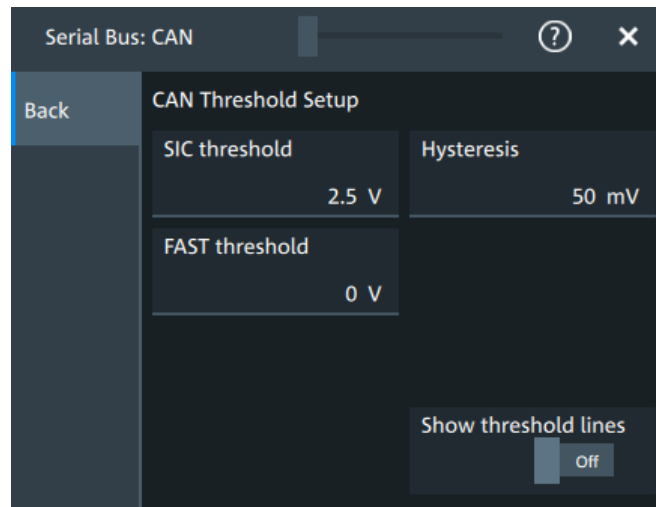 Serial Bus: CAN
?
Back
CAN Threshold Setup
SIC threshold
2.5 V
Hysteresis
50 mV
FAST threshold
0 V
Show threshold lines
Off